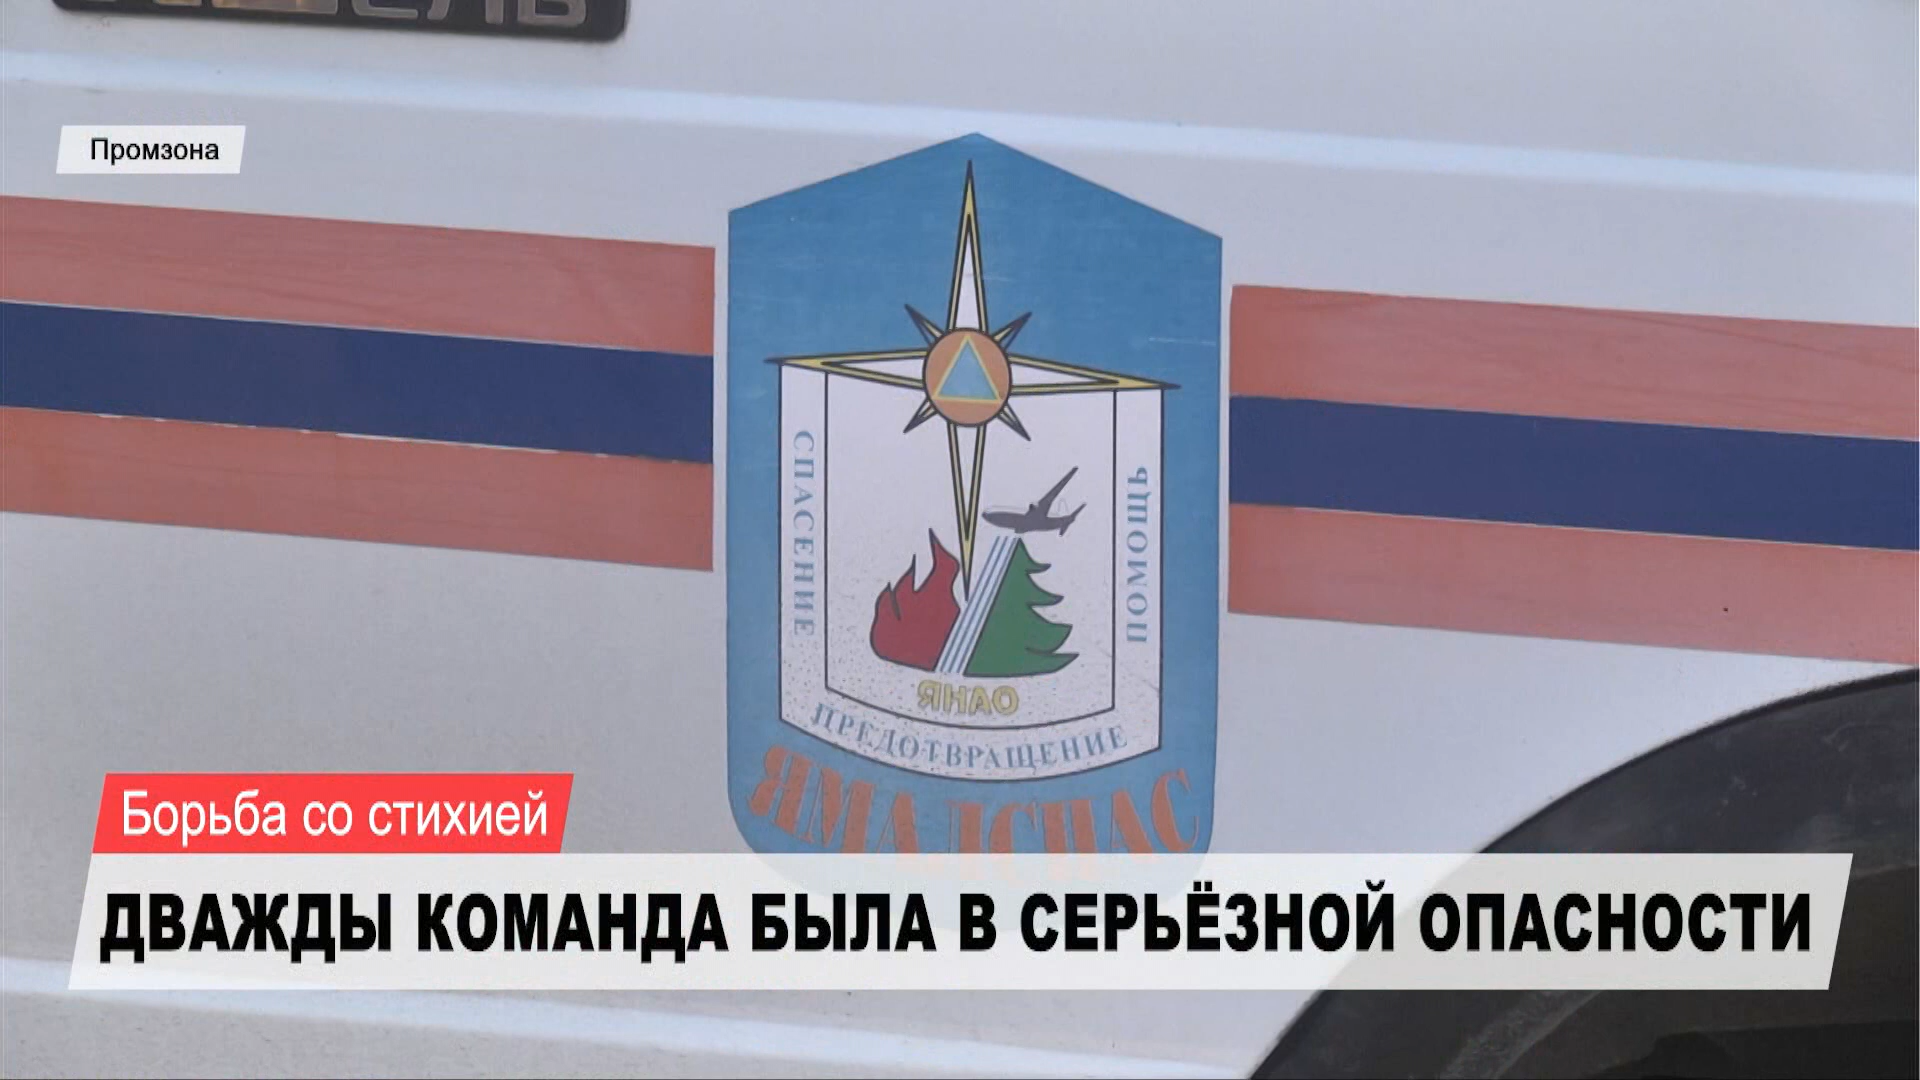 Промзона
СПАСЕНИЕ
ПОМОЩЬ
ЯНАО
ПРЕДОТВРАЩЕНИЕ
ЯМАЛСПАС
Борьба со стихией
ДВАЖДЫ КОМАНДА БЫЛА В СЕРЬЁЗНОЙ ОПАСНОСТИ